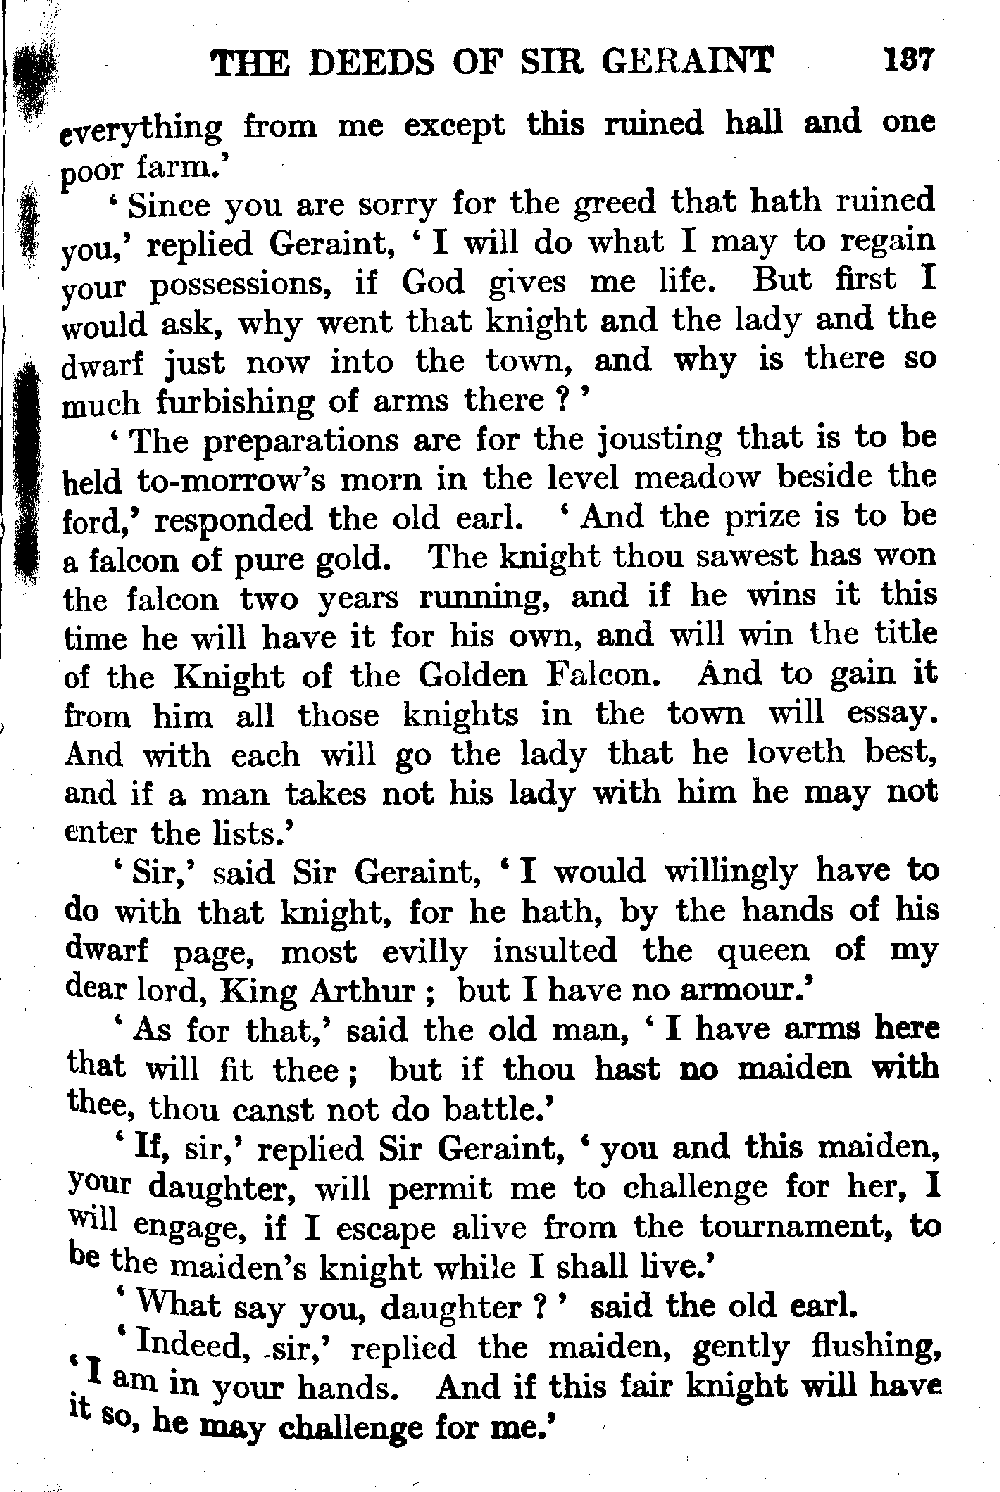 THE DEEDS OF SIR GERAINT 187
everything from me except this ruined hall and one
poor farm.’
‘ Since you are sorry for the greed that hath ruined
you,’ replied Geraint, ‘ I will do what I may to regain
your possessions, if God gives me life. But first I
would ask, why went that knight and the lady and the
dwarf just now into the town, and why is there so
much furbishing of arms there ? ’
‘ The preparations are for the jousting that is to be
held to-morrow’s morn in the level meadow beside the
ford,’ responded the old earl. ‘ And the prize is to be
a falcon of pure gold. The knight thou sawest has won
the falcon two years running, and if he wins it this
time he will have it for his own, and will win the title
of the Knight of the Golden Falcon. And to gain it
from him all those knights in the town will essay.
And with each will go the lady that he loveth best,
and if a man takes not his lady with him he may not
enter the lists.’
‘ Sir,’ said Sir Geraint, ‘ I would willingly have to
do with that knight, for he hath, by the hands of his
dwarf page, most evilly insulted the queen of my
dear lord, King Arthur ; but I have no armour.’
‘ As for that,’ said the old man, ‘ I have arms here
that will fit thee ; but if thou hast no maiden with
thee, thou canst not do battle.’
‘ If, sir,’ replied Sir Geraint, ‘ you and this maiden,
your daughter, will permit me to challenge for her, I
will engage, if I escape alive from the tournament, to
be the maiden’s knight while I shall live.’
‘ What say you, daughter ? ’ said the old earl.
‘ Indeed, sir,’ replied the maiden, gently flushing,
‘ I am in your hands. And if this fair knight will have
it so, he may challenge for me.’